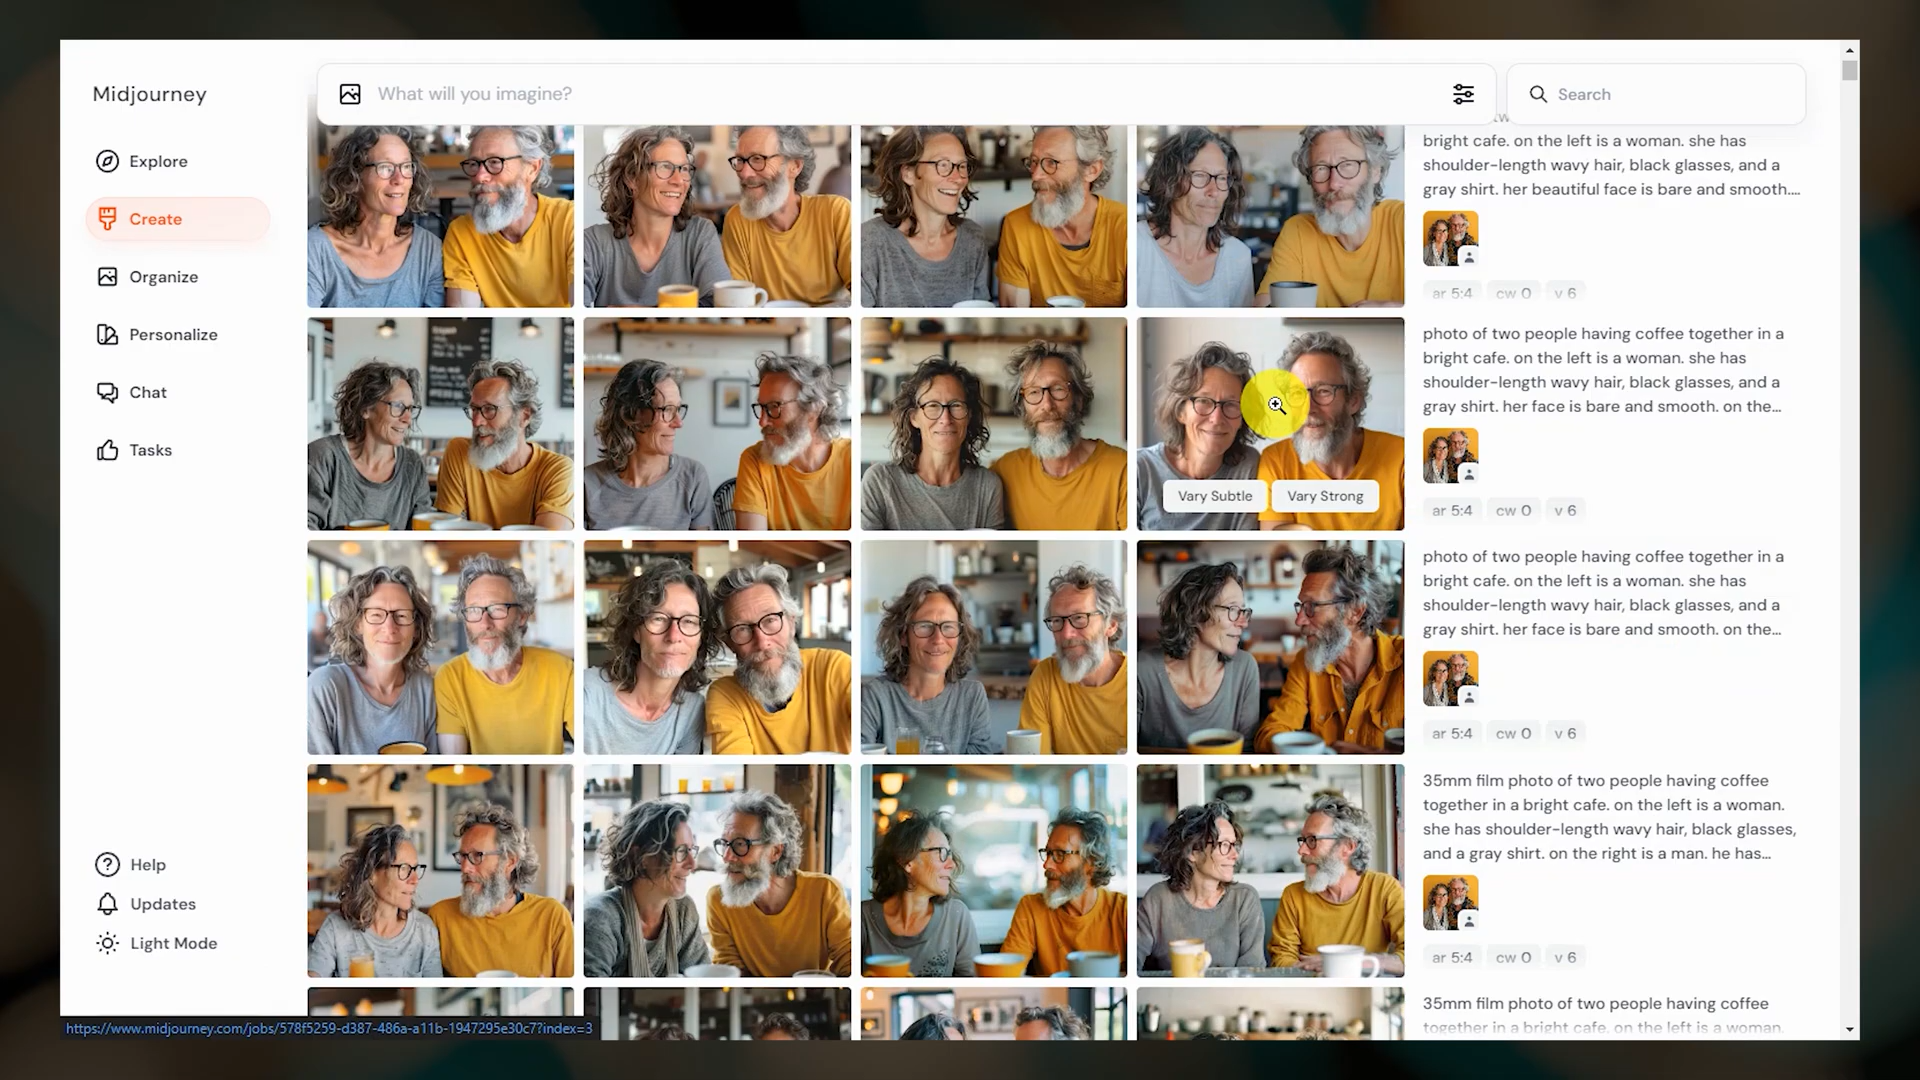 Midjourney
What will you imagine?
Search
Explore
Create
Organize
Personalize
Chat
Tasks
Help
Updates
Light Mode
bright cafe. on the left is a woman. she has
shoulder-length wavy hair, black glasses, and a
gray shirt. her beautiful face is bare and smooth....
ar 5:4 cw 0 v 6
photo of two people having coffee together in a
bright cafe. on the left is a woman. she has
shoulder-length wavy hair, black glasses, and a
gray shirt. her face is bare and smooth. on the...
ar 5:4 cw 0 v 6
Vary Subtle Vary Strong
photo of two people having coffee together in a
bright cafe. on the left is a woman. she has
shoulder-length wavy hair, black glasses, and a
gray shirt. her face is bare and smooth. on the...
ar 5:4 cw 0 v 6
35mm film photo of two people having coffee
together in a bright cafe. on the left is a woman.
she has shoulder-length wavy hair, black glasses,
and a gray shirt. on the right is a man. he has...
ar 5:4 cw 0 v 6
35mm film photo of two people having coffee
together in a bright cafe. on the left is a woman.
https://www.midjourney.com/jobs/578f5259-d387-486a-a11b-1947295e30c7?index=3